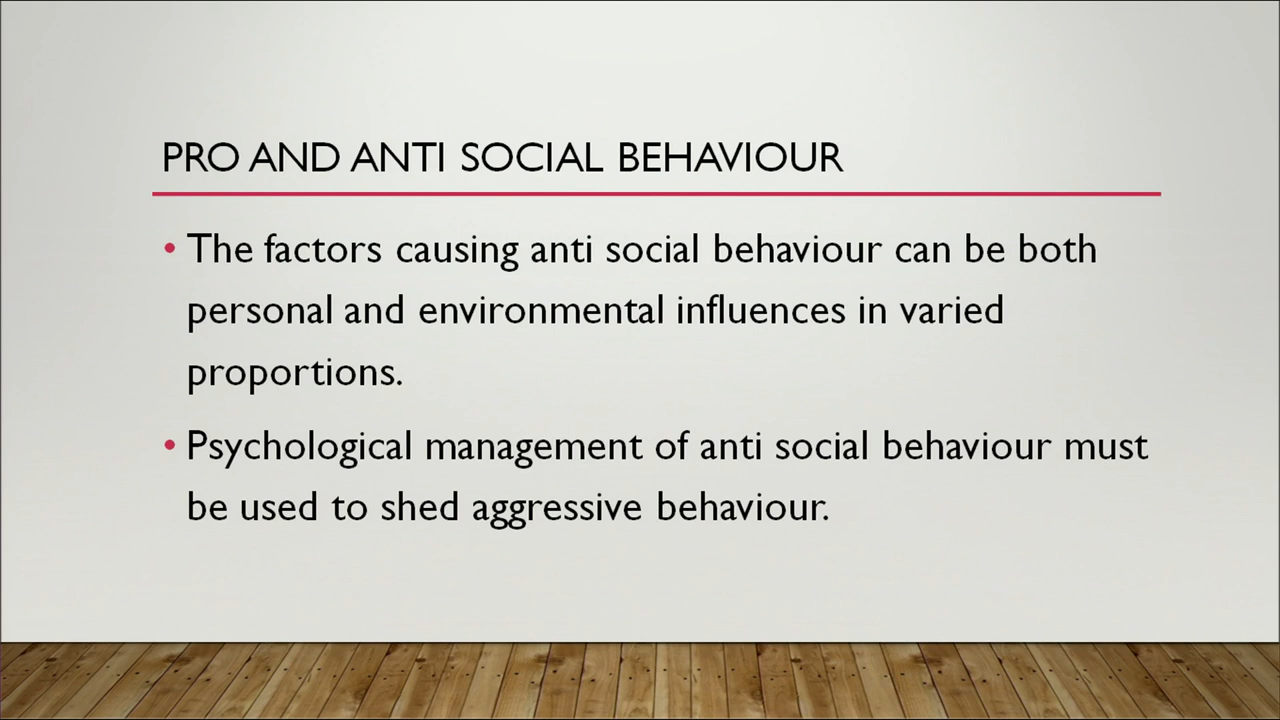 PRO AND ANTI SOCIAL BEHAVIOUR
• The factors causing anti social behaviour can be both
personal and environmental influences in varied
proportions.
• Psychological management of anti social behaviour must
be used to shed aggressive behaviour.